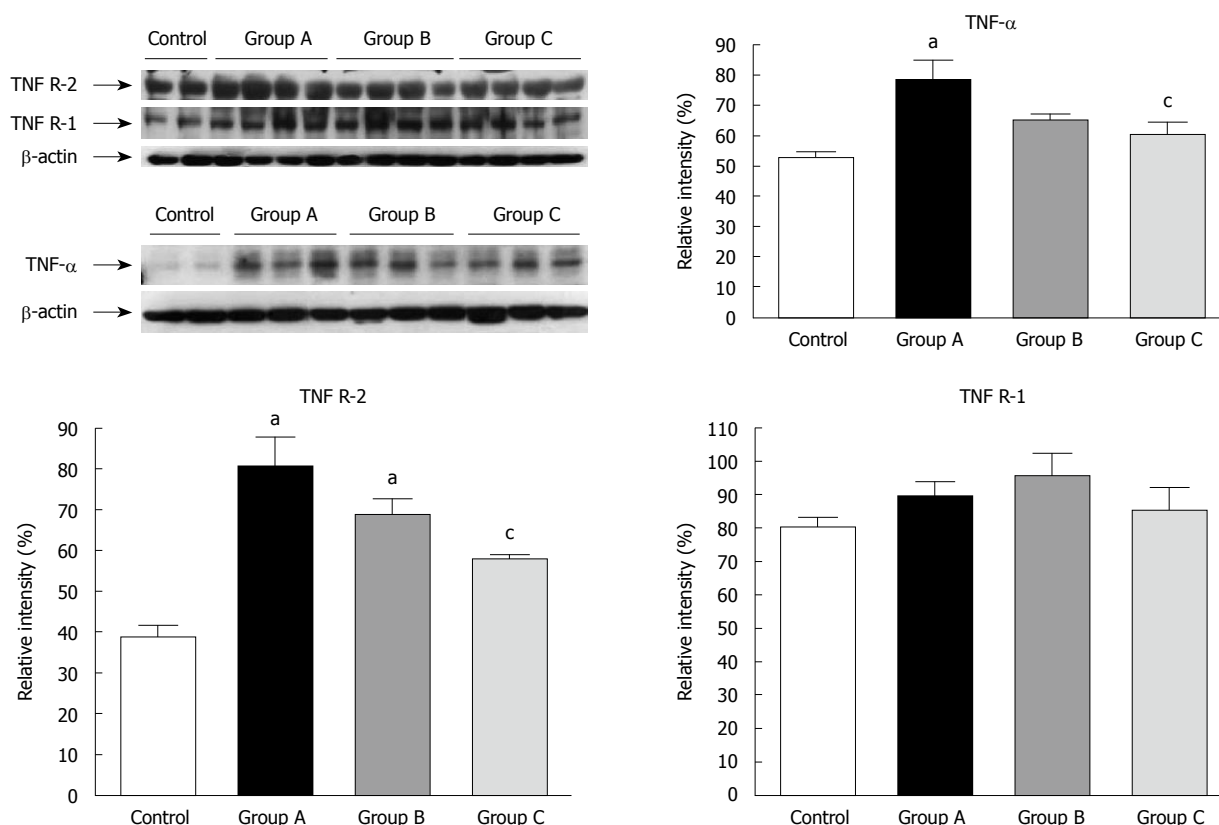 Control Group A Group B Group C
TNF R-2
TNF R-1
β-actin
Control Group A Group B Group C
TNF-α
β-actin
TNF-α
Relative intensity (%)
90
80
70
60
50
40
30
20
10
0
a
c
Control Group A Group B Group C
TNF R-2
Relative intensity (%)
90
80
70
60
50
40
30
20
10
0
a
a
c
Control Group A Group B Group C
TNF R-1
Relative intensity (%)
110
100
90
80
70
60
50
40
30
20
10
0
Control Group A Group B Group C